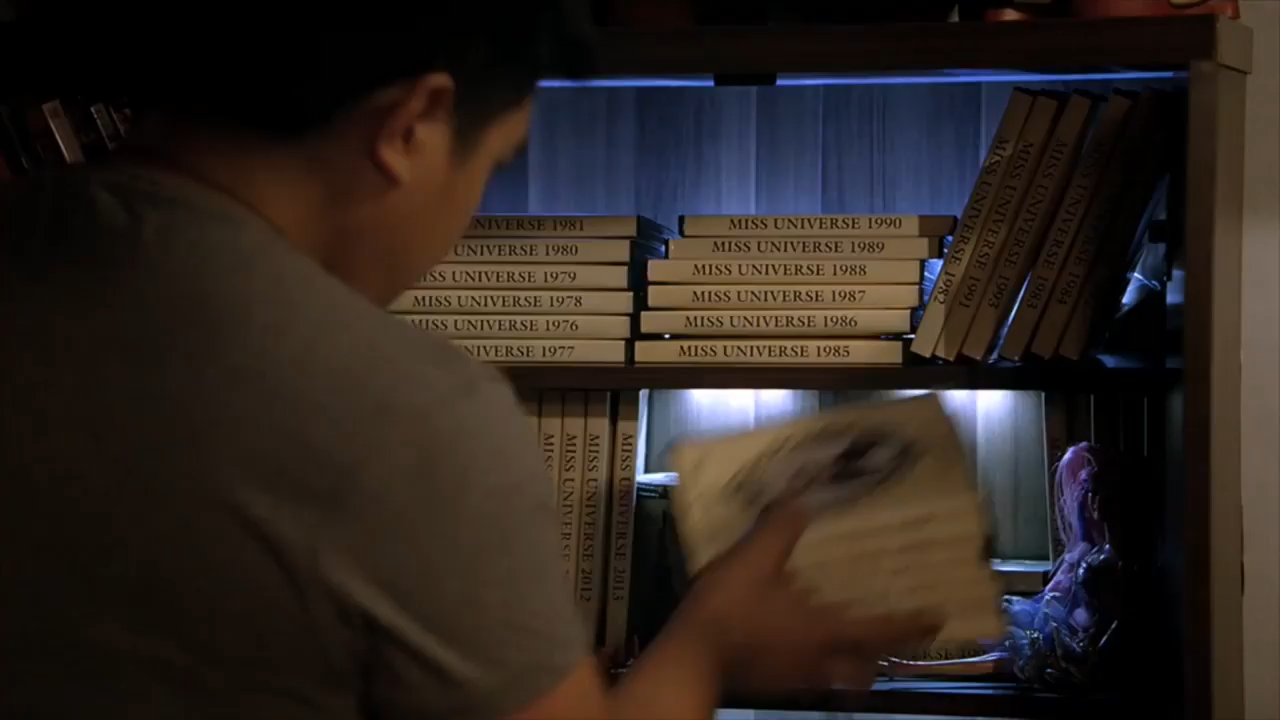 NIVERSE 1981
UNIVERSE 1980
UNIVERSE 1979
MISS UNIVERSE 1978
MISS UNIVERSE 1976
NIVERSE 1977
MISS UNIVERSE 1990
MISS UNIVERSE 1989
MISS UNIVERSE 1988
MISS UNIVERSE 1987
MISS UNIVERSE 1986
MISS UNIVERSE 1985
MISS UNIVERSE 1982
MISS UNIVERSE 1991
MISS UNIVERSE 1993
MISS UNIVERSE 1983
MISS UNIVERSE 1984
MISS
MISS UNIVERSE
MISS UNIVERSE 2012
MISS UNIVERSE 2013